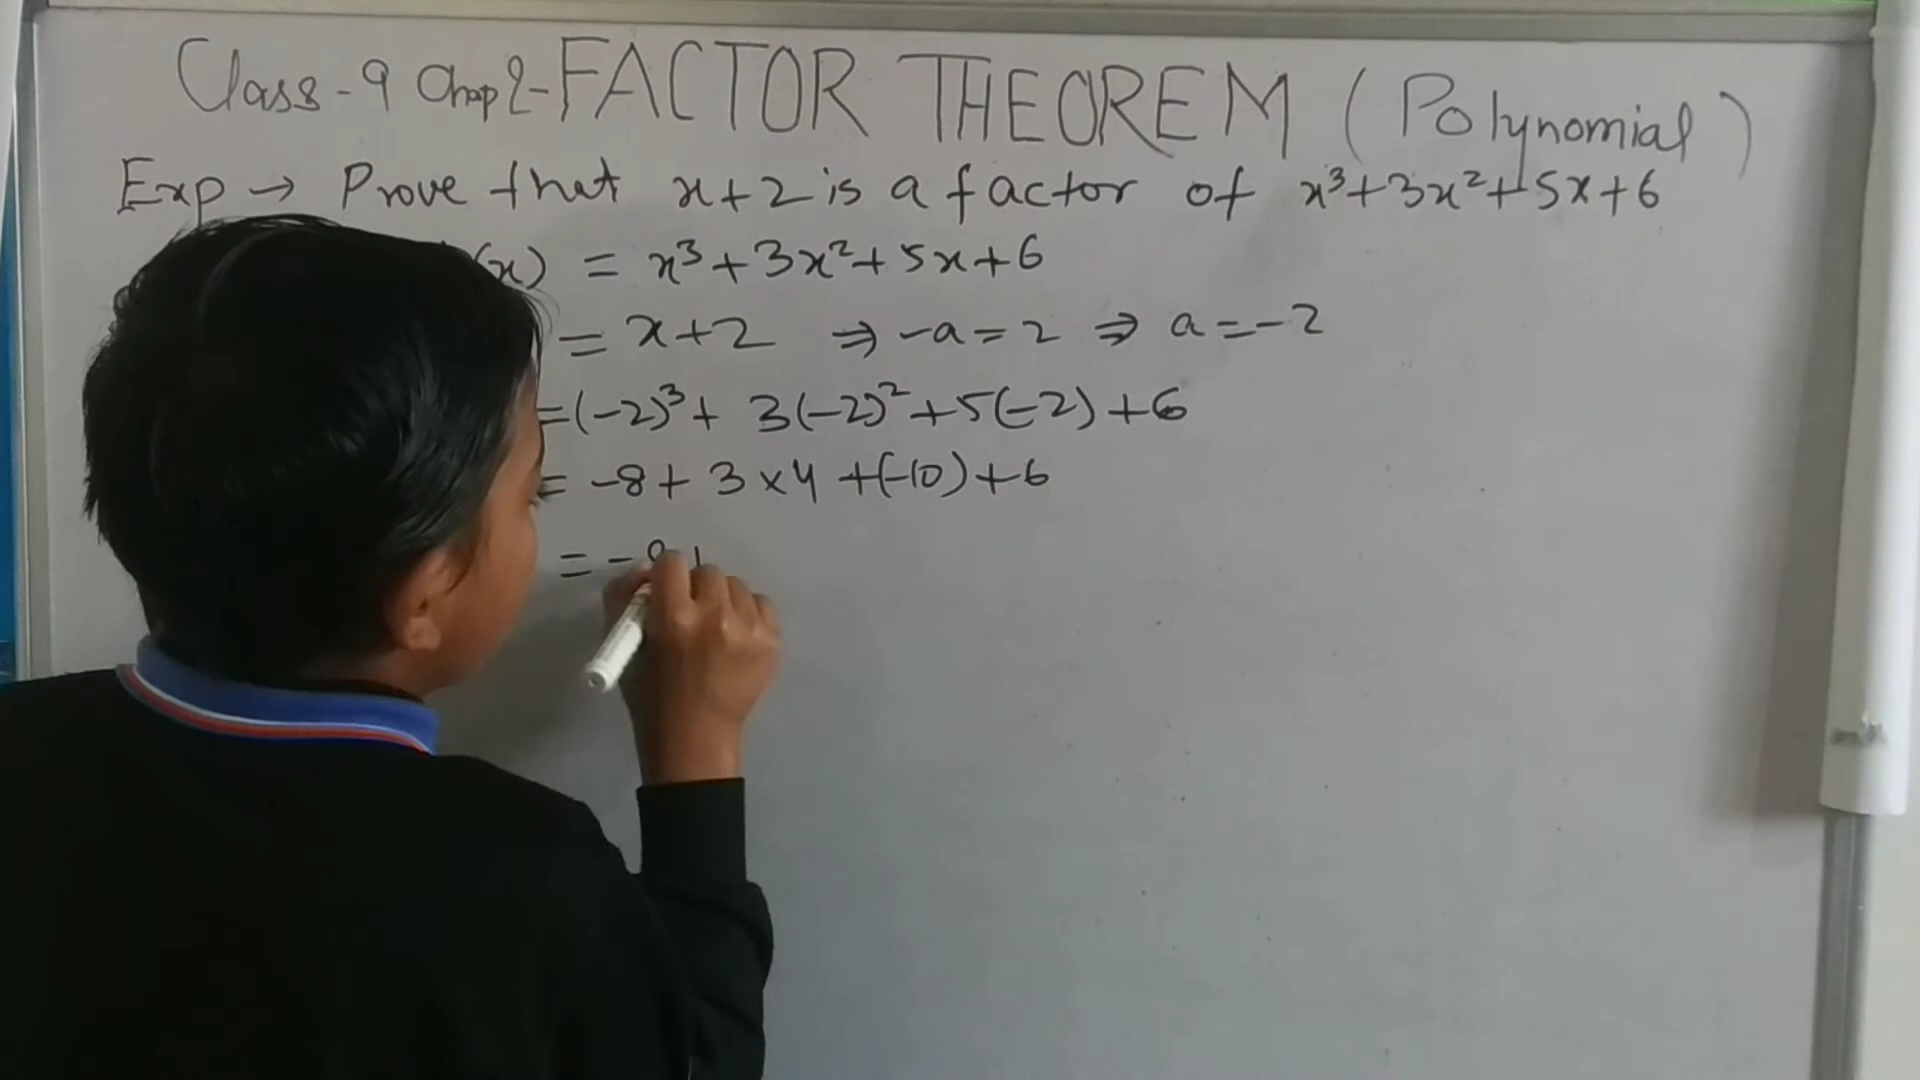 Class-9 Chap 2-FACTOR THEOREM (Polynomial)
Exp → Prove that x+2 is a factor of x³+3x²+5x+6
(x) = x³+3x²+5x+6
= x+2 ⇒ -a=2 ⇒ a=-2
=(-2)³+ 3(-2)²+5(-2)+6
= -8+ 3×4 +(-10)+6
= -8+